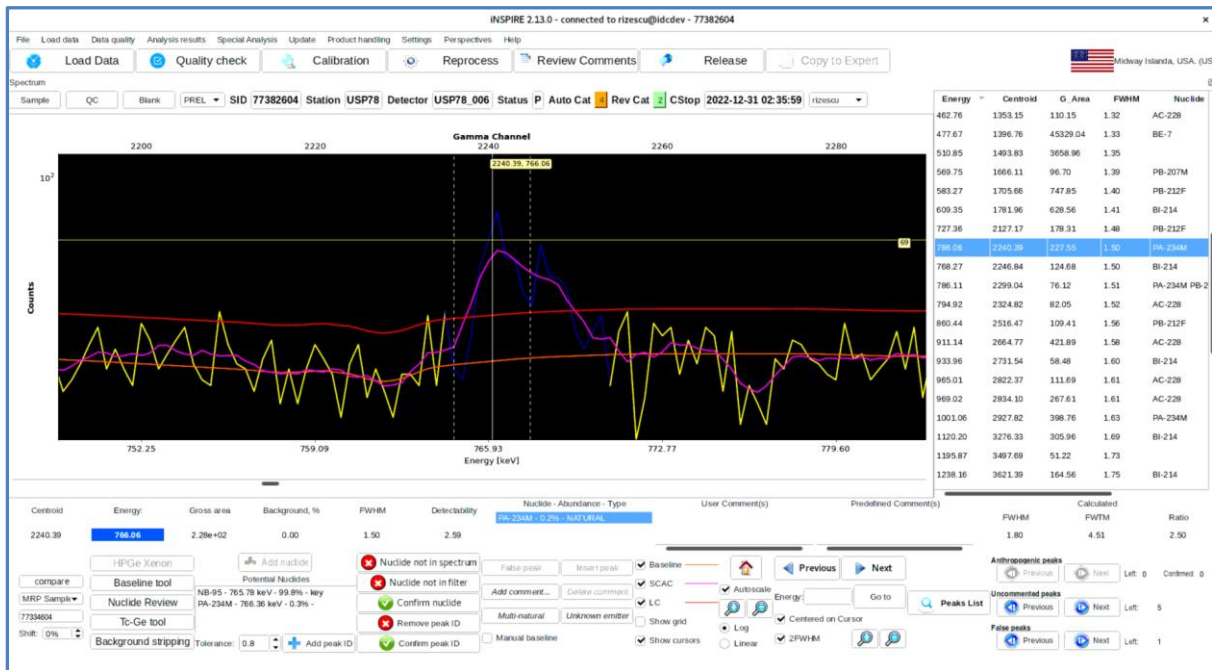 iNSPIRE 2.13.0 - connected to rizescu@idcdev - 77382604
File Load data Data quality Analysis results Special Analysis Update Product handling Settings Perspectives Help
Load Data Quality check Calibration Reprocess Review Comments Release Copy to Expert
Midway Islanda, USA. (US
Spectrum
Sample QC Blank PREL SID 77382604 Station USP78 Detector USP78_006 Status P Auto Cat 4 Rev Cat 2 CStop 2022-12-31 02:35:59 rizescu
Gamma Channel
2200 2220 2240 2260 2280
2240.39, 766.06
10²
69
Counts
752.25 759.09 765.93 772.77 779.60
Energy [keV]
Energy Centroid G_Area FWHM Nuclide
462.76 1353.15 110.15 1.32 AC-228
477.67 1396.76 45329.04 1.33 BE-7
510.85 1493.83 3658.96 1.35
569.75 1666.11 96.70 1.39 PB-207M
583.27 1705.66 747.85 1.40 PB-212F
609.35 1781.96 628.56 1.41 BI-214
727.36 2127.17 178.31 1.48 PB-212F
766.06 2240.39 227.55 1.50 PA-234M
768.27 2246.84 124.68 1.50 BI-214
786.11 2299.04 76.12 1.51 PA-234M PB-2
794.92 2324.82 82.05 1.52 AC-228
860.44 2516.47 109.41 1.56 PB-212F
911.14 2664.77 421.89 1.58 AC-228
933.96 2731.54 58.48 1.60 BI-214
965.01 2822.37 111.69 1.61 AC-228
969.02 2834.10 267.61 1.61 AC-228
1001.06 2927.82 398.76 1.63 PA-234M
1120.20 3276.33 305.96 1.69 BI-214
1195.87 3497.69 51.22 1.73
1238.16 3621.39 164.56 1.75 BI-214
Centroid Energy: Gross area Background, % FWHM Detectability
2240.39 766.06 2.28e+02 0.00 1.50 2.59
Nuclide - Abundance - Type
PA-234M - 0.2% - NATURAL
User Comment(s)
Predefined Comment(s)
Calculated
FWHM FWTM Ratio
1.80 4.51 2.50
HPGe Xenon
compare Baseline tool
MRP Sample Nuclide Review
77334604 Tc-Ge tool
Shift: 0% Background stripping
Add nuclide
Potential Nuclides
NB-95 - 765.78 keV - 99.8% - key
PA-234M - 766.36 keV - 0.3% -
Tolerance: 0.8 Add peak ID
Nuclide not in spectrum
Nuclide not in filter
Confirm nuclide
Remove peak ID
Confirm peak ID
False peak Insert peak
Add comment... Delete comment
Multi-natural Unknown emitter
Manual baseline
Baseline
SCAC
LC
Show grid
Show cursors
Autoscale
Log
Linear
Previous Next
Energy: Go to
Centered on Cursor
2FWHM
Peaks List
Anthropogenic peaks
Previous Next Left: 0 Confirmed: 0
Uncommented peaks
Previous Next Left: 5
False peaks
Previous Next Left: 1